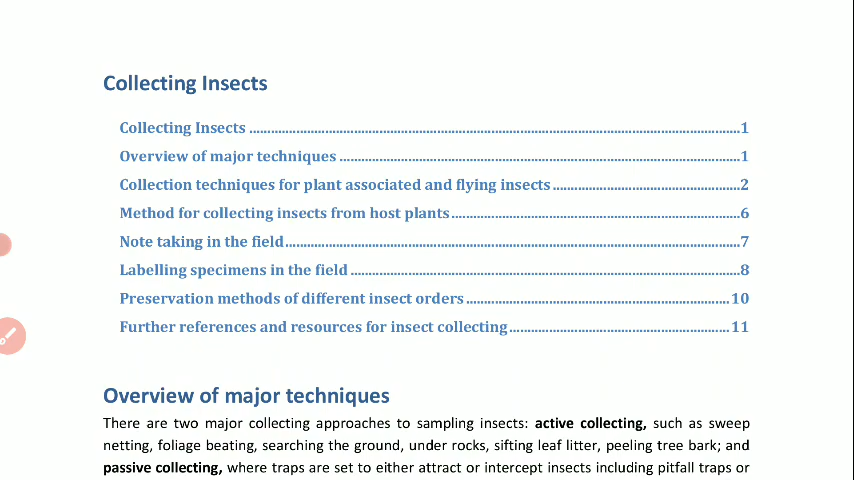 Collecting Insects
Collecting Insects ........................................................................................................................................1
Overview of major techniques ...............................................................................................................1
Collection techniques for plant associated and flying insects ....................................................2
Method for collecting insects from host plants ................................................................................6
Note taking in the field ..............................................................................................................................7
Labelling specimens in the field ............................................................................................................8
Preservation methods of different insect orders .........................................................................10
Further references and resources for insect collecting .............................................................11
Overview of major techniques
There are two major collecting approaches to sampling insects: active collecting, such as sweep
netting, foliage beating, searching the ground, under rocks, sifting leaf litter, peeling tree bark; and
passive collecting, where traps are set to either attract or intercept insects including pitfall traps or